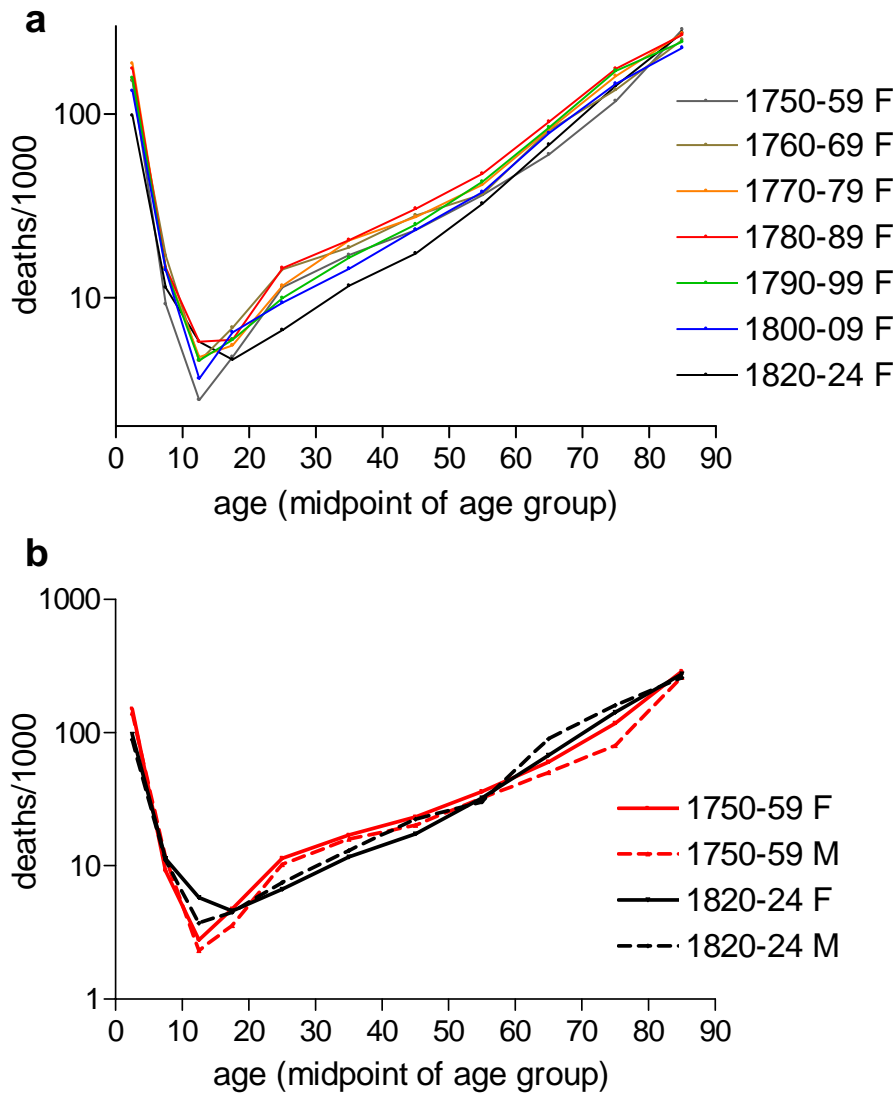 a
100
10
deaths/1000
0 10 20 30 40 50 60 70 80 90
age (midpoint of age group)
1750-59 F
1760-69 F
1770-79 F
1780-89 F
1790-99 F
1800-09 F
1820-24 F
b
1000
100
10
1
deaths/1000
0 10 20 30 40 50 60 70 80 90
age (midpoint of age group)
1750-59 F
1750-59 M
1820-24 F
1820-24 M